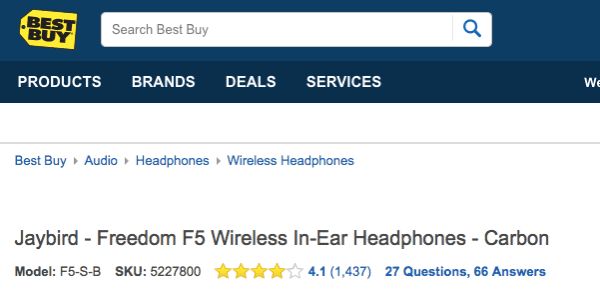 BEST
BUY
Search Best Buy
PRODUCTS BRANDS DEALS SERVICES We
Best Buy Audio Headphones Wireless Headphones
Jaybird - Freedom F5 Wireless In-Ear Headphones - Carbon
Model: F5-S-B SKU: 5227800 4.1 (1,437) 27 Questions, 66 Answers